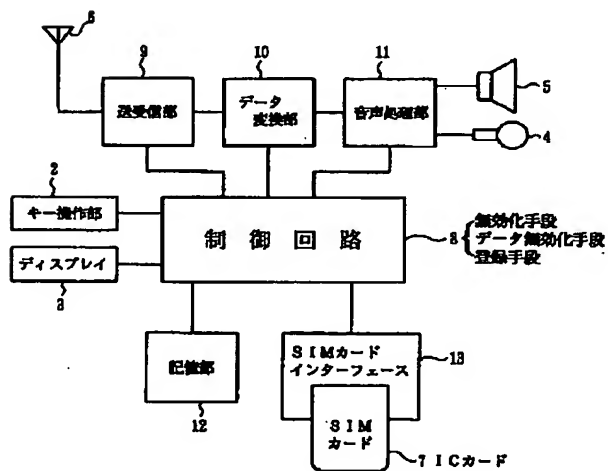 6
9
10
11
送受信部
データ
変換部
音声処理部
5
4
2
キー操作部
制御回路
8
無効化手段
データ無効化手段
登録手段
ディスプレイ
3
記憶部
12
SIMカード
インターフェース
13
SIM
カード
7 ICカード